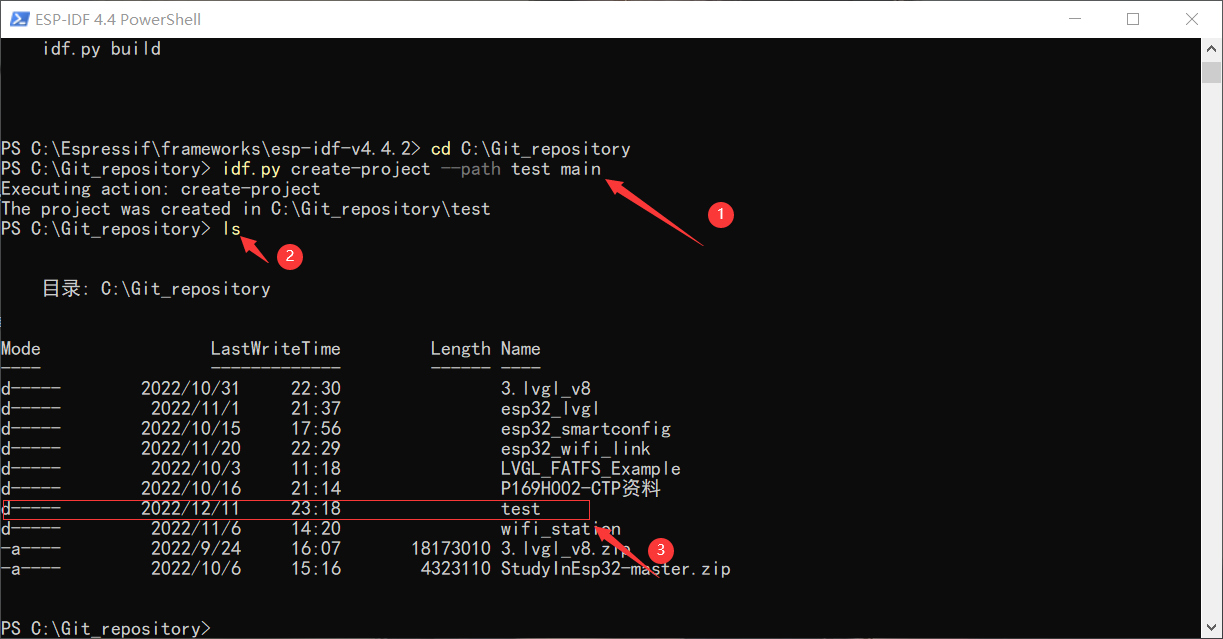 ESP-IDF 4.4 PowerShell
idf.py build
PS C:\Espressif\frameworks\esp-idf-v4.4.2> cd C:\Git_repository
PS C:\Git_repository> idf.py create-project --path test main
Executing action: create-project
1
The project was created in C:\Git_repository\test
PS C:\Git_repository> ls
2
目录: C:\Git_repository
Mode LastWriteTime Length Name
---- ------------- ------ ----
d----- 2022/10/31 22:30 3.lvgl_v8
d----- 2022/11/1 21:37 esp32_lvgl
d----- 2022/10/15 17:56 esp32_smartconfig
d----- 2022/11/20 22:29 esp32_wifi_link
d----- 2022/10/3 11:18 LVGL_FATFS_Example
d----- 2022/10/16 21:14 P169H002-CTP资料
d----- 2022/12/11 23:18 test
d----- 2022/11/6 14:20 wifi_station
-a---- 2022/9/24 16:07 18173010 3.lvgl_v8.zip
3
-a---- 2022/10/6 15:16 4323110 StudyInEsp32-master.zip
PS C:\Git_repository>